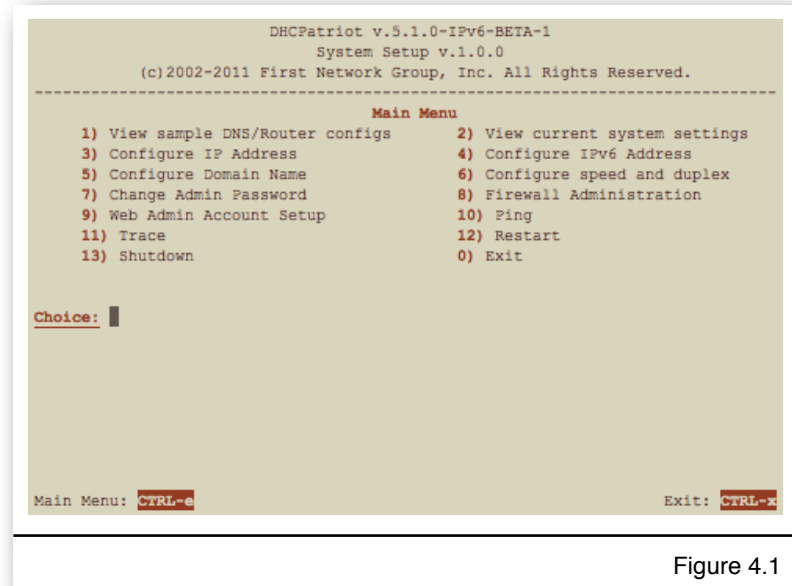 DHCPatriot v.5.1.0-IPv6-BETA-1
System Setup v.1.0.0
(c)2002-2011 First Network Group, Inc. All Rights Reserved.
--------------------------------------------------------------------------------
Main Menu
1) View sample DNS/Router configs 2) View current system settings
3) Configure IP Address 4) Configure IPv6 Address
5) Configure Domain Name 6) Configure speed and duplex
7) Change Admin Password 8) Firewall Administration
9) Web Admin Account Setup 10) Ping
11) Trace 12) Restart
13) Shutdown 0) Exit
Choice:
Main Menu: CTRL-e Exit: CTRL-x
Figure 4.1